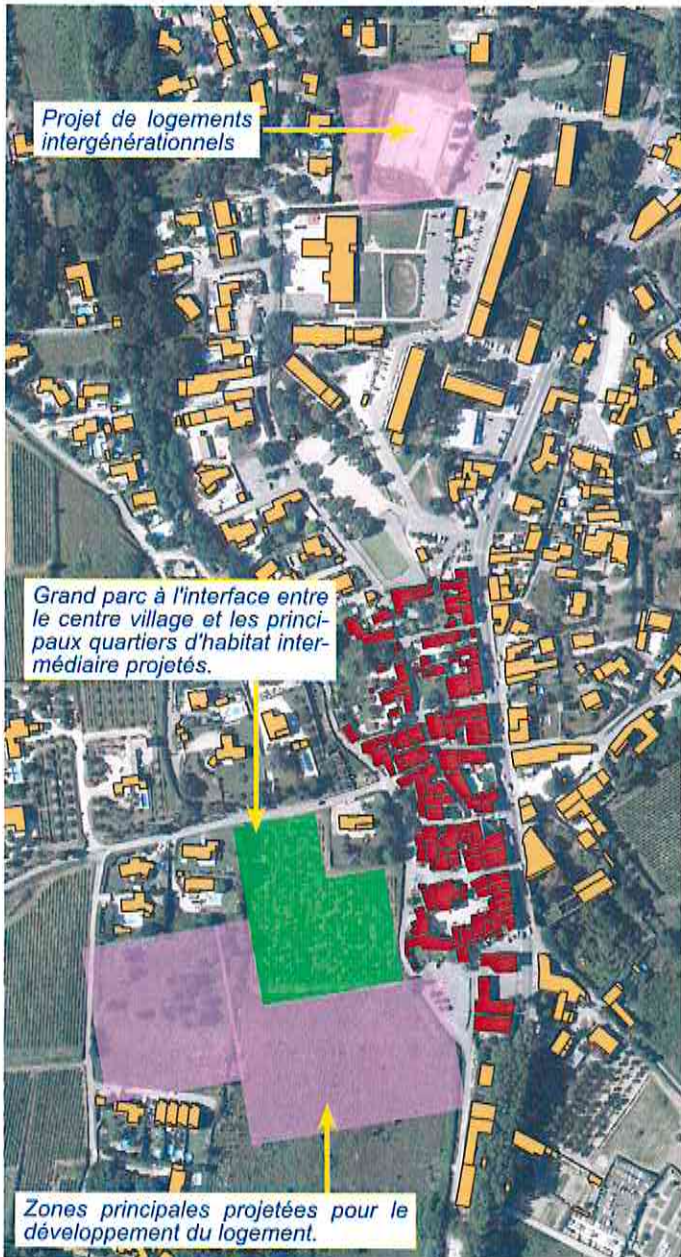 Projet de logements
intergénérationnels
Grand parc à l'interface entre
le centre village et les princi-
paux quartiers d'habitat inter-
médiaire projetés.
Zones principales projetées pour le
développement du logement.